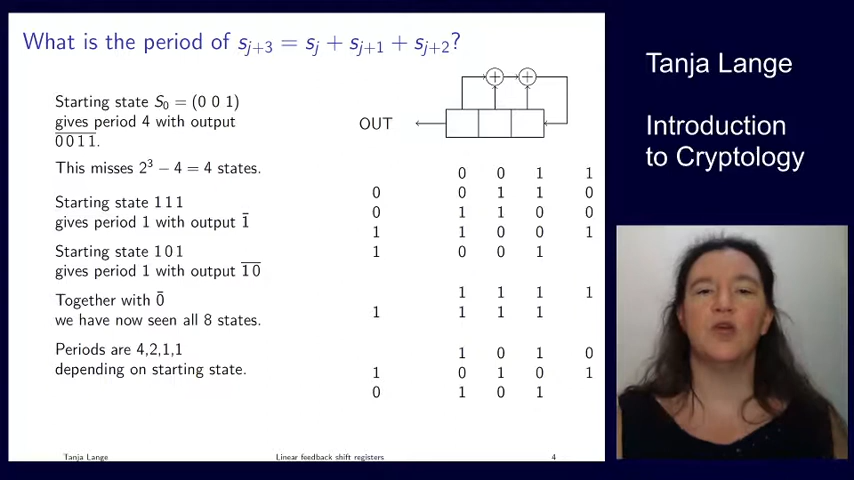 What is the period of s_{j+3} = s_j + s_{j+1} + s_{j+2}?
Starting state S_0 = (0 0 1)
gives period 4 with output
0 0 1 1.
This misses 2^3 − 4 = 4 states.
Starting state 1 1 1
gives period 1 with output 1̄
Starting state 1 0 1
gives period 1 with output 1 0
Together with 0̄
we have now seen all 8 states.
Periods are 4,2,1,1
depending on starting state.
+ +
OUT
0 0 1 1
0 0 1 1 0
0 1 1 0 0
1 1 0 0 1
1 0 0 1
1 1 1 1
1 1 1 1
1 0 1 0
1 0 1 0 1
0 1 0 1
Tanja Lange Linear feedback shift registers 4
Tanja Lange
Introduction
to Cryptology